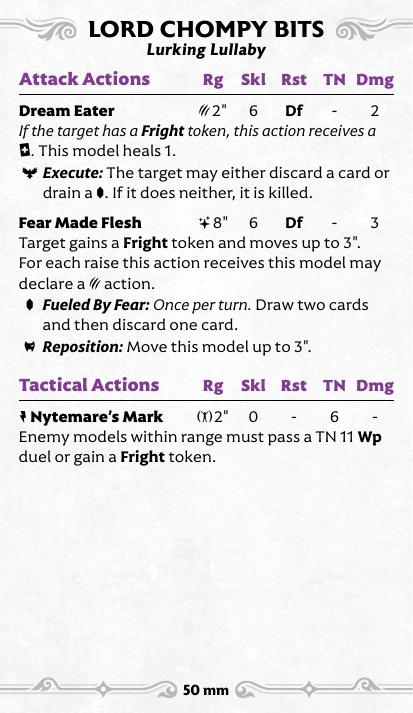 LORD CHOMPY BITS
Lurking Lullaby
Attack Actions Rg Skl Rst TN Dmg
Dream Eater 2" 6 Df - 2
If the target has a Fright token, this action receives a
. This model heals 1.
Execute: The target may either discard a card or
drain a . If it does neither, it is killed.
Fear Made Flesh 8" 6 Df - 3
Target gains a Fright token and moves up to 3".
For each raise this action receives this model may
declare a action.
Fueled By Fear: Once per turn. Draw two cards
and then discard one card.
Reposition: Move this model up to 3".
Tactical Actions Rg Skl Rst TN Dmg
Nytemare's Mark 2" 0 - 6 -
Enemy models within range must pass a TN 11 Wp
duel or gain a Fright token.
50 mm